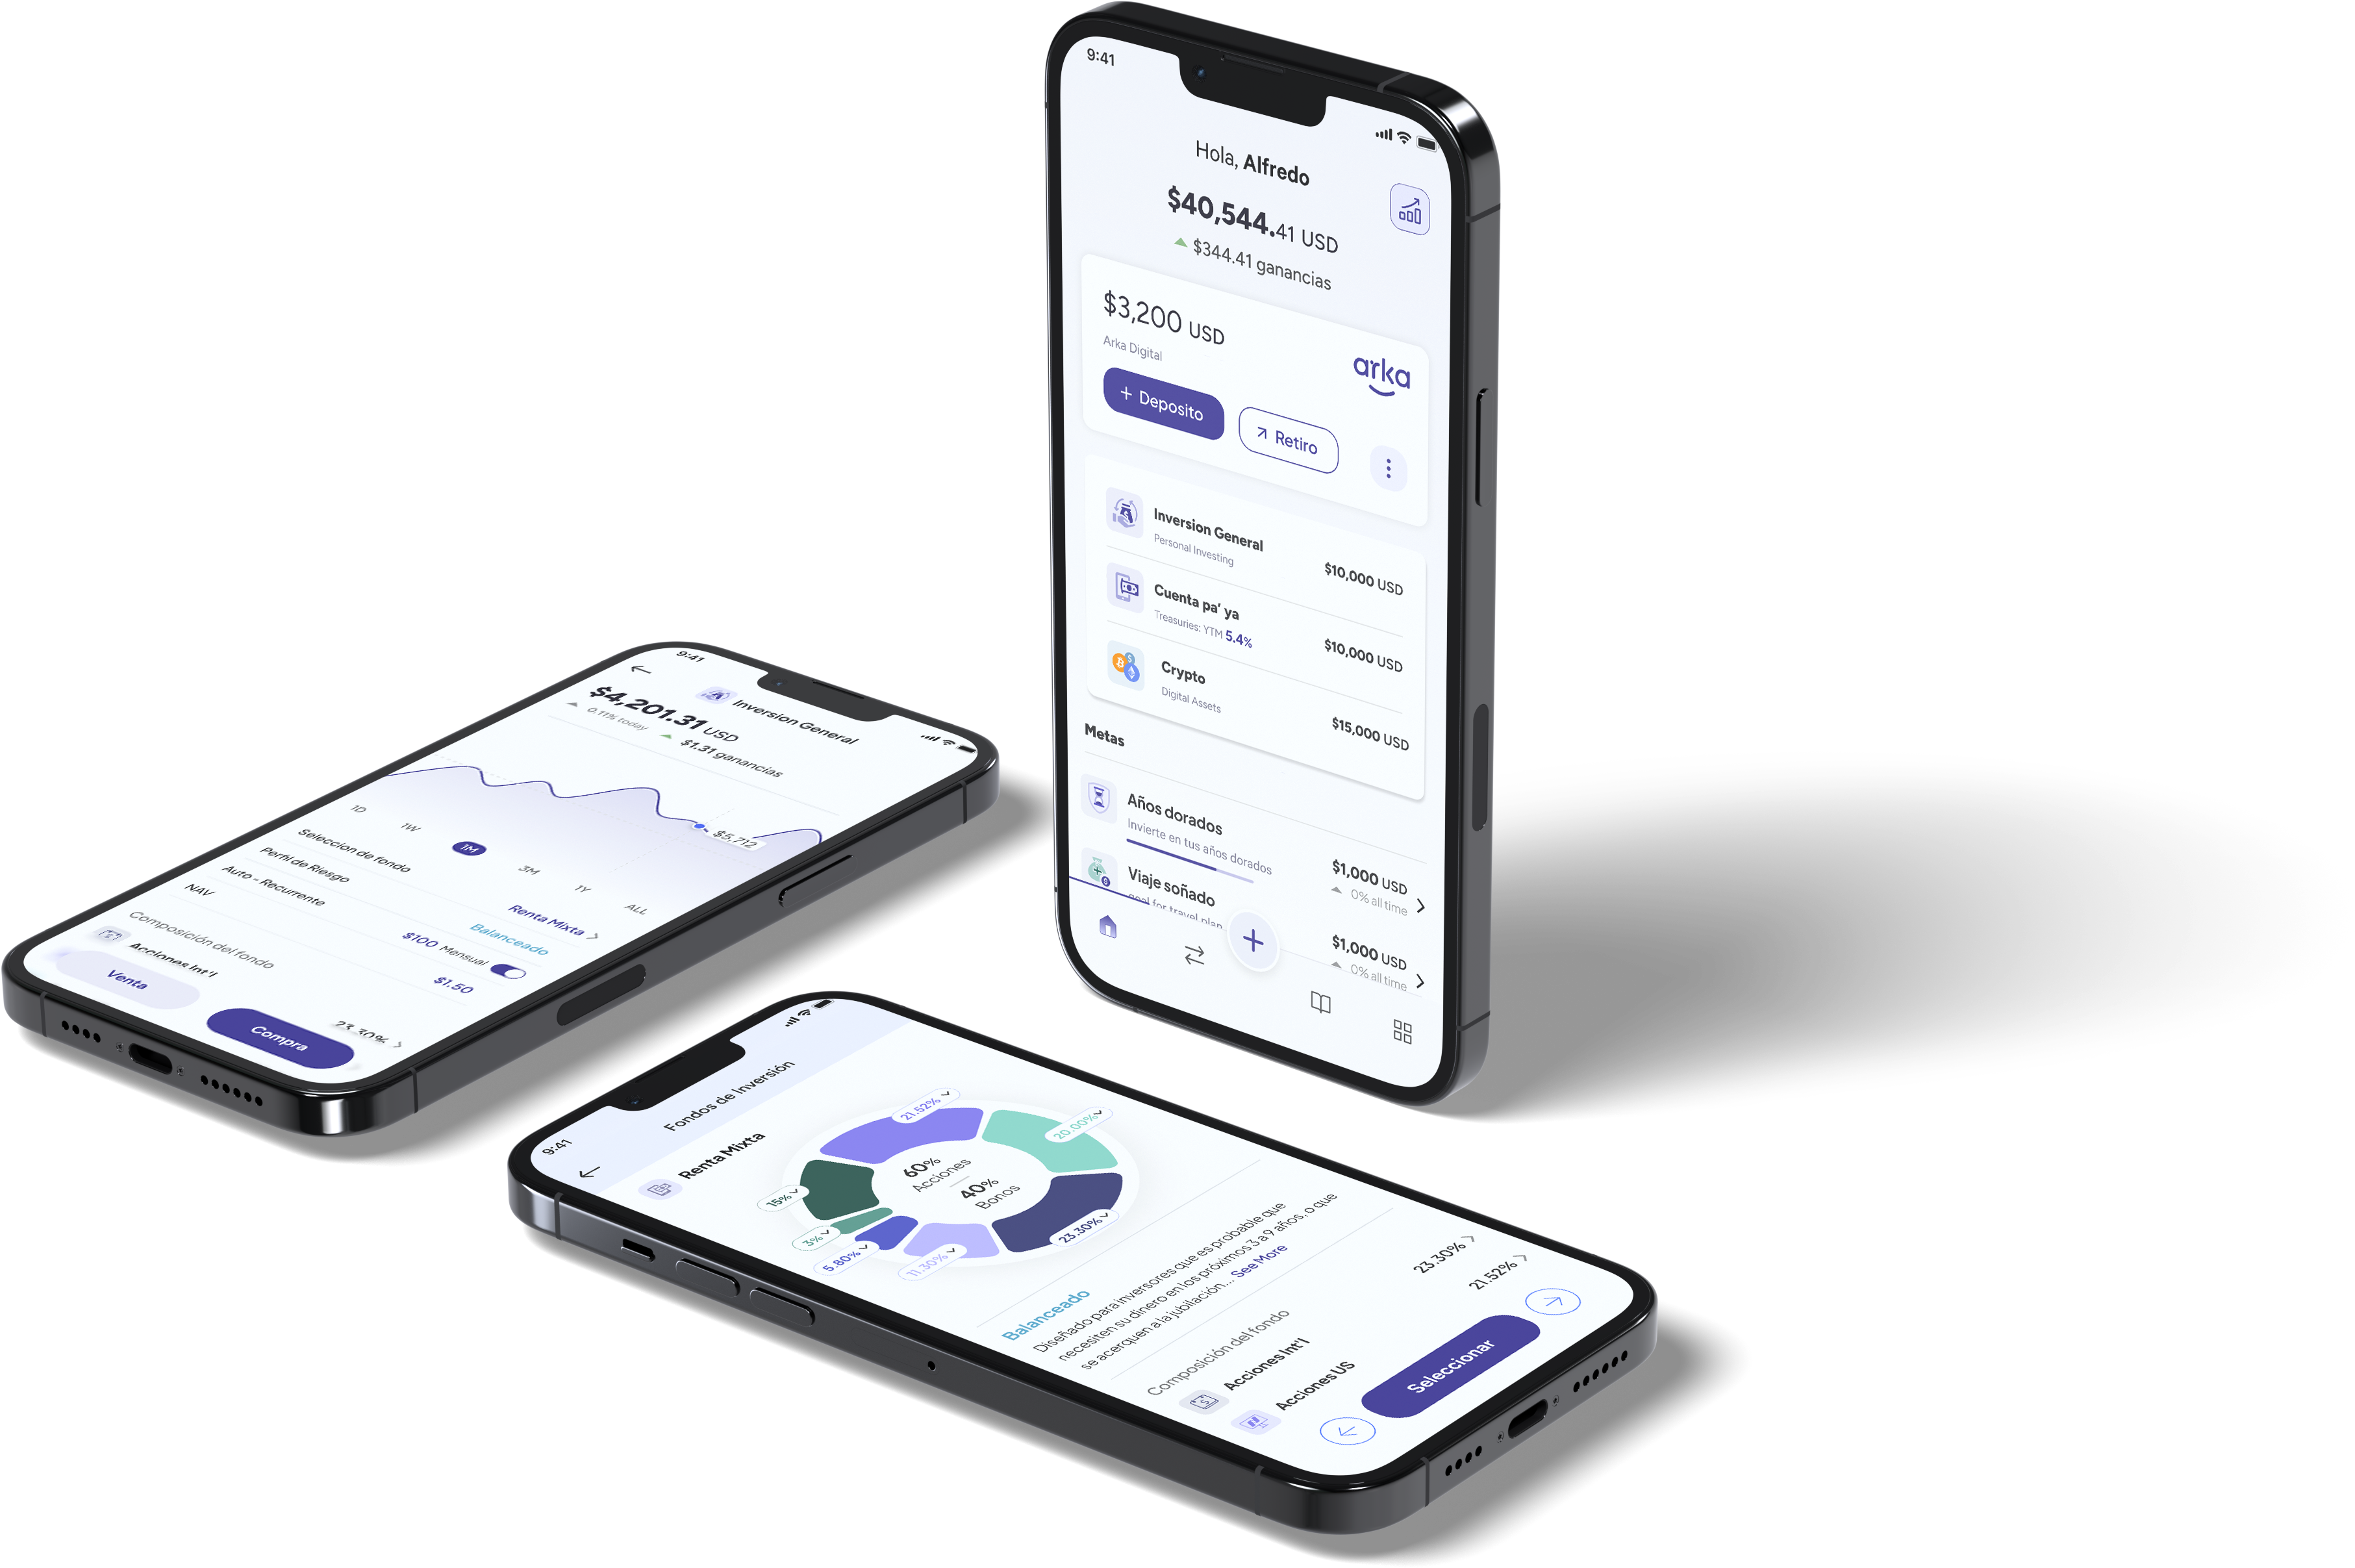 9:41
Hola, Alfredo
$40,544.41 USD
$344.41 ganancias
$3,200 USD
Arka Digital
arka
+ Deposito
Retiro
Inversion General
Personal Investing
$10,000 USD
Cuenta pa' ya
Treasuries: YTM 5.4%
$10,000 USD
Crypto
Digital Assets
$15,000 USD
Metas
Años dorados
Invierte en tus años dorados
$1,000 USD
0% all time
Viaje soñado
goal for travel plan
$1,000 USD
0% all time
9:41
Inversion General
$4,201.31 USD
0.11% today
$1.31 ganancias
$5.712
1D
1W
1M
3M
1Y
ALL
Seleccion de fondo
Renta Mixta
Perfil de Riesgo
Balanceado
Auto - Recurrente
$100 Mensual
NAV
$1.50
Composición del fondo
Acciones Int'l
23.30%
Venta
Compra
9:41
Fondos de Inversión
Renta Mixta
21.52%
20.00%
15%
3%
5.80%
11.30%
23.30%
60%
Acciones
40%
Bonos
Balanceado
Diseñado para inversores que es probable que
necesiten su dinero en los próximos 3 a 9 años, o que
se acerquen a la jubilación... See More
Composición del fondo
Acciones Int'l
23.30%
Acciones US
21.52%
Seleccionar